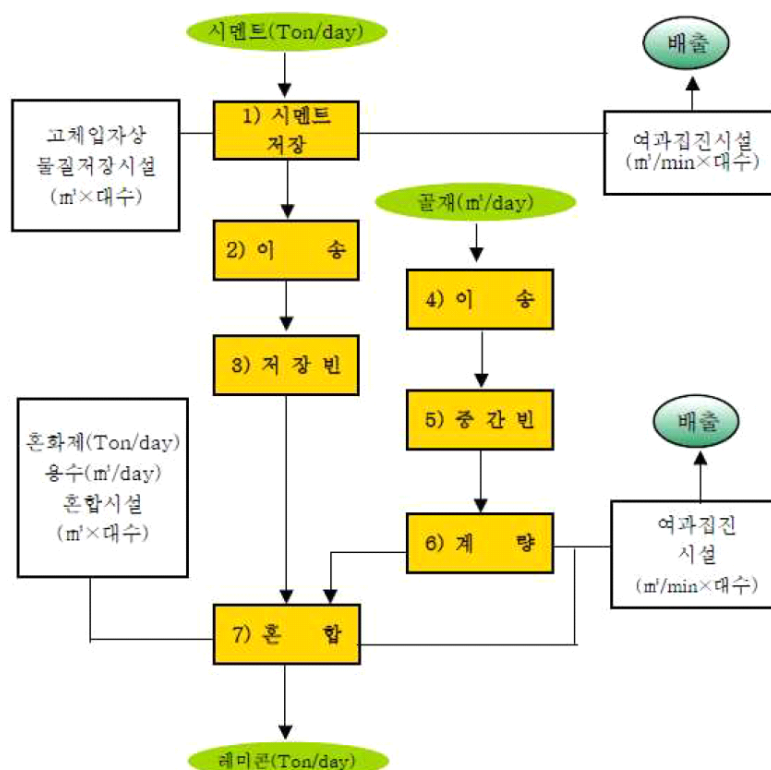 시멘트(Ton/day)
배출
1) 시멘트
저장
고체입자상
물질저장시설
(㎥×대수)
여과집진시설
(㎥/min×대수)
골재(㎥/day)
2) 이 송
4) 이 송
3) 저 장 빈
5) 중 간 빈
배출
혼화제(Ton/day)
용수(㎥/day)
혼합시설
(㎥×대수)
6) 계 량
여과집진
시설
(㎥/min×대수)
7) 혼 합
레미콘(Ton/day)